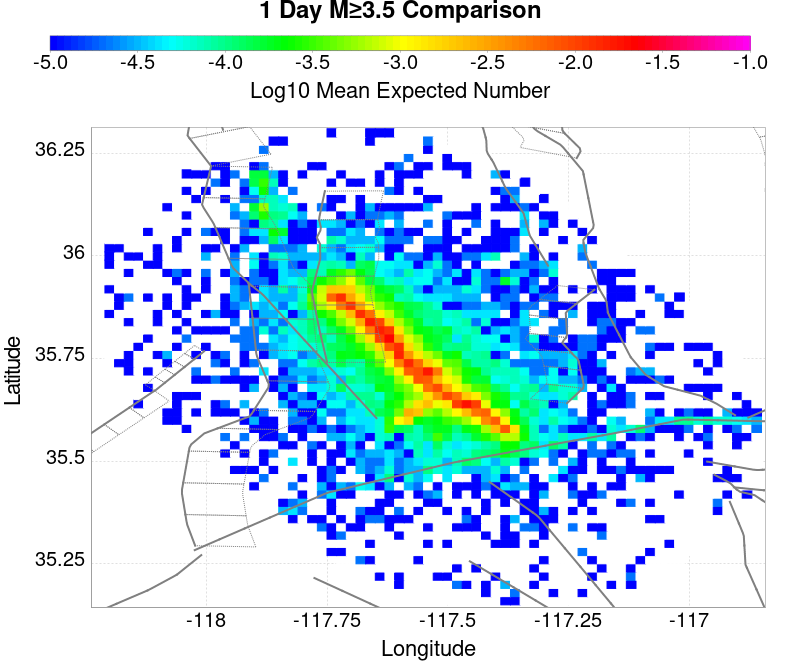 1 Day M≥3.5 Comparison
-5.0 -4.5 -4.0 -3.5 -3.0 -2.5 -2.0 -1.5 -1.0
Log10 Mean Expected Number
36.25
36
35.75
35.5
35.25
Latitude
-118 -117.75 -117.5 -117.25 -117
Longitude